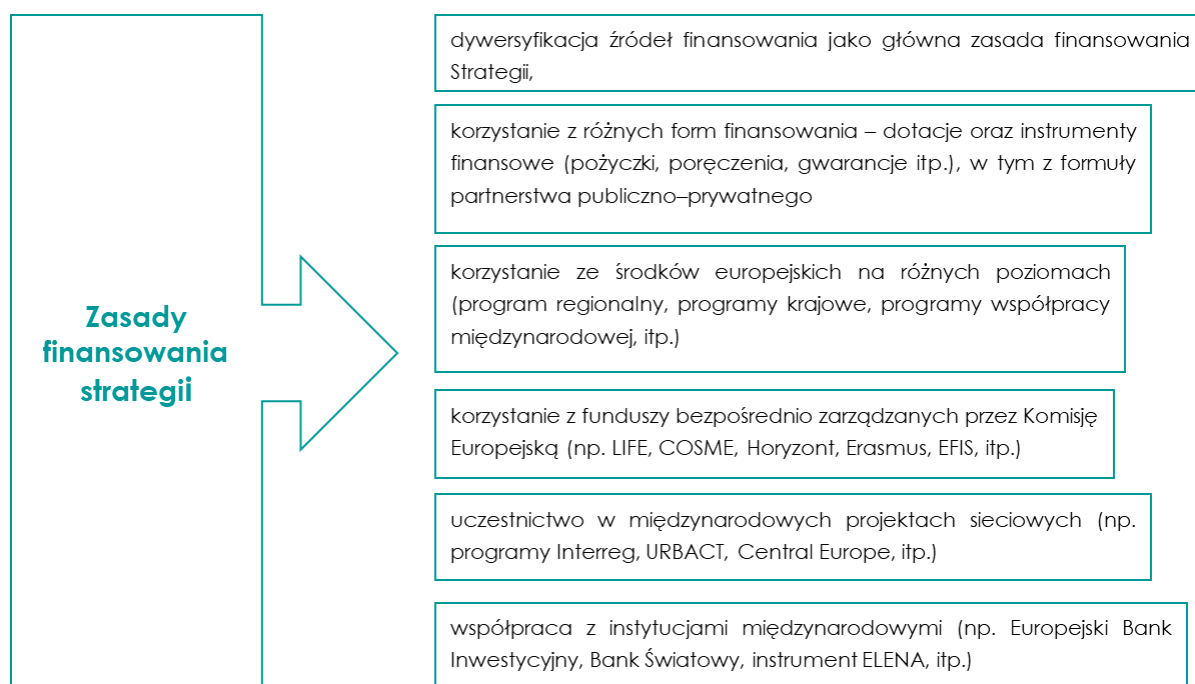 Zasady
finansowania
strategii
dywersyfikacja źródeł finansowania jako główna zasada finansowania
Strategii,
korzystanie z różnych form finansowania – dotacje oraz instrumenty
finansowe (pożyczki, poręczenia, gwarancje itp.), w tym z formuły
partnerstwa publiczno–prywatnego
korzystanie ze środków europejskich na różnych poziomach
(program regionalny, programy krajowe, programy współpracy
międzynarodowej, itp.)
korzystanie z funduszy bezpośrednio zarządzanych przez Komisję
Europejską (np. LIFE, COSME, Horyzont, Erasmus, EFIS, itp.)
uczestnictwo w międzynarodowych projektach sieciowych (np.
programy Interreg, URBACT, Central Europe, itp.)
współpraca z instytucjami międzynarodowymi (np. Europejski Bank
Inwestycyjny, Bank Światowy, instrument ELENA, itp.)